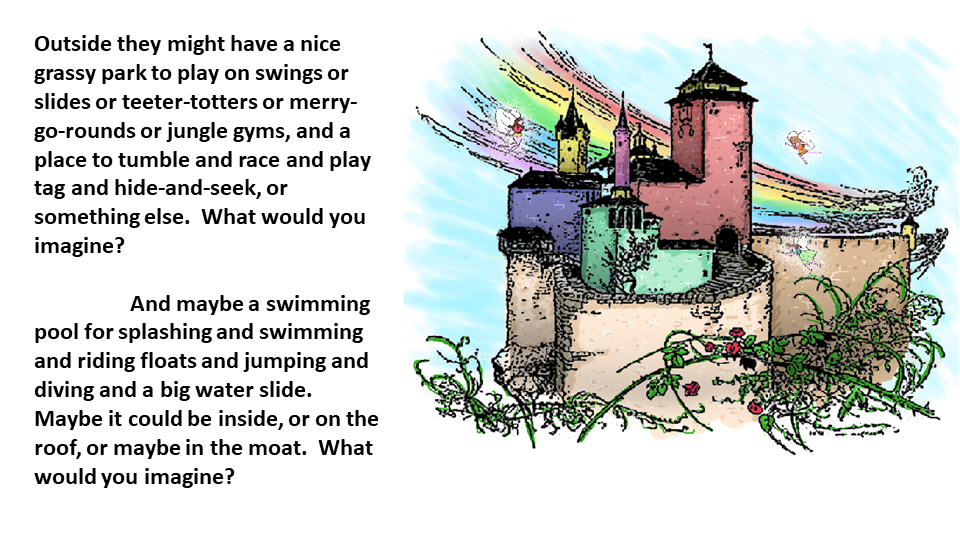 Outside they might have a nice
grassy park to play on swings or
slides or teeter-totters or merry-
go-rounds or jungle gyms, and a
place to tumble and race and play
tag and hide-and-seek, or
something else.  What would you
imagine?
And maybe a swimming
pool for splashing and swimming
and riding floats and jumping and
diving and a big water slide.
Maybe it could be inside, or on the
roof, or maybe in the moat.  What
would you imagine?